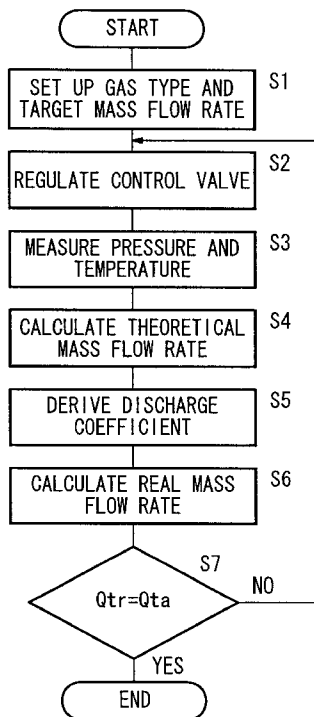 START
SET UP GAS TYPE AND
TARGET MASS FLOW RATE
S1
REGULATE CONTROL VALVE
S2
MEASURE PRESSURE AND
TEMPERATURE
S3
CALCULATE THEORETICAL
MASS FLOW RATE
S4
DERIVE DISCHARGE
COEFFICIENT
S5
CALCULATE REAL MASS
FLOW RATE
S6
S7
Qtr=Qta
NO
YES
END